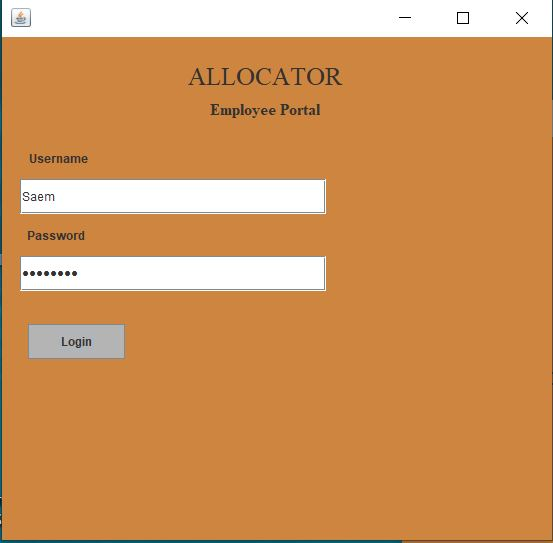 ALLOCATOR
Employee Portal
Username
Saem
Password
••••••••
Login